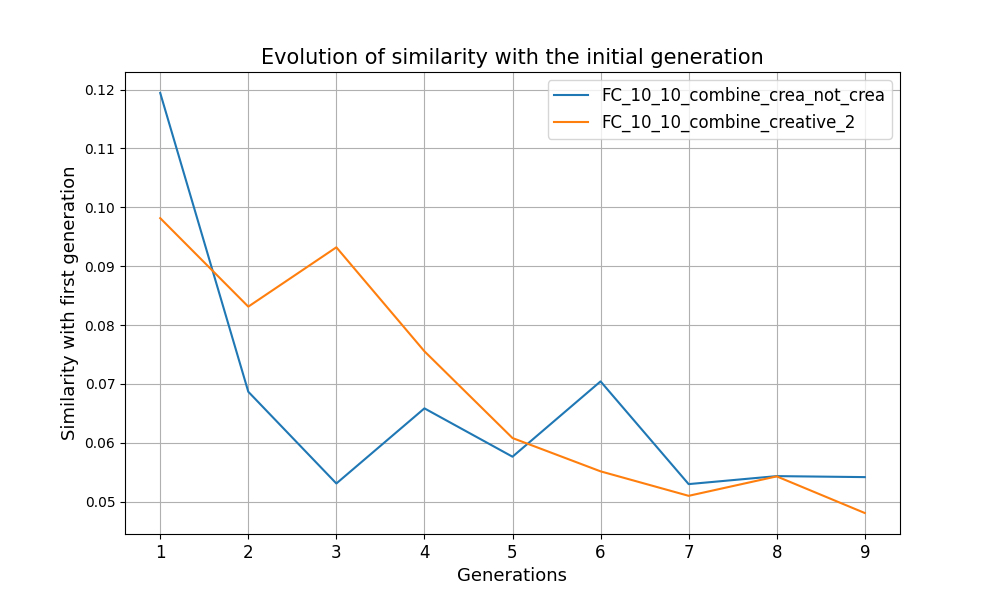 Evolution of similarity with the initial generation
FC_10_10_combine_crea_not_crea
FC_10_10_combine_creative_2
Similarity with first generation
0.12
0.11
0.10
0.09
0.08
0.07
0.06
0.05
1 2 3 4 5 6 7 8 9
Generations